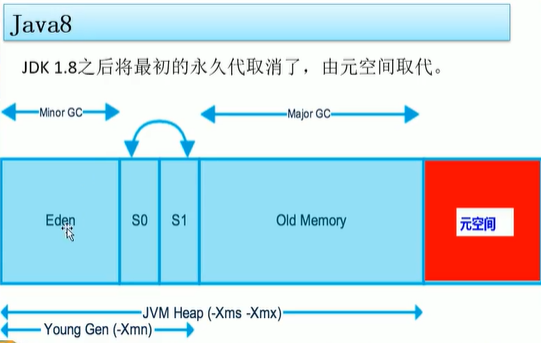 Java8
JDK 1.8之后将最初的永久代取消了，由元空间取代。
Minor GC
Major GC
Eden
S0
S1
Old Memory
元空间
JVM Heap (-Xms -Xmx)
Young Gen (-Xmn)